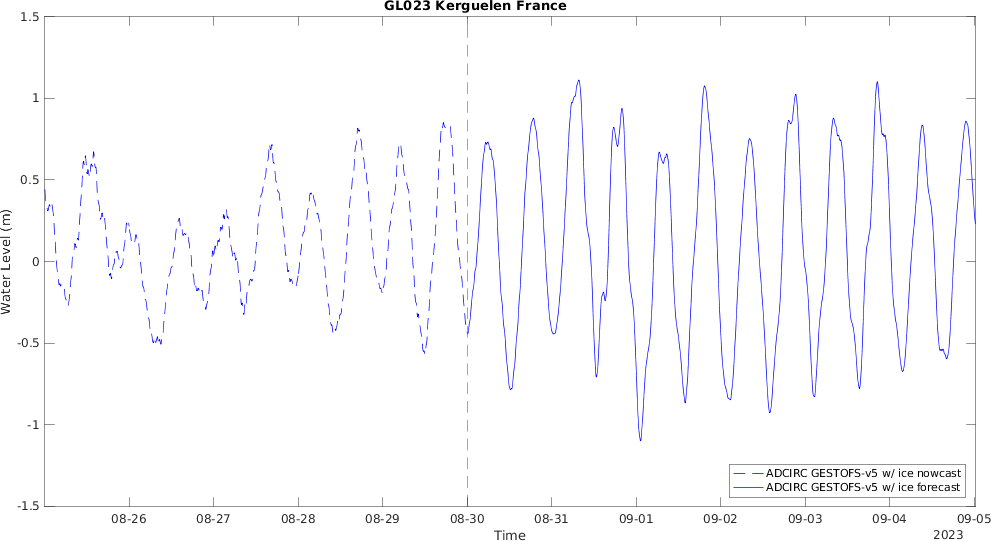 GL023 Kerguelen France
1.5
1
0.5
0
-0.5
-1
-1.5
Water Level (m)
08-26 08-27 08-28 08-29 08-30 08-31 09-01 09-02 09-03 09-04 09-05
Time
2023
ADCIRC GESTOFS-v5 w/ ice nowcast
ADCIRC GESTOFS-v5 w/ ice forecast